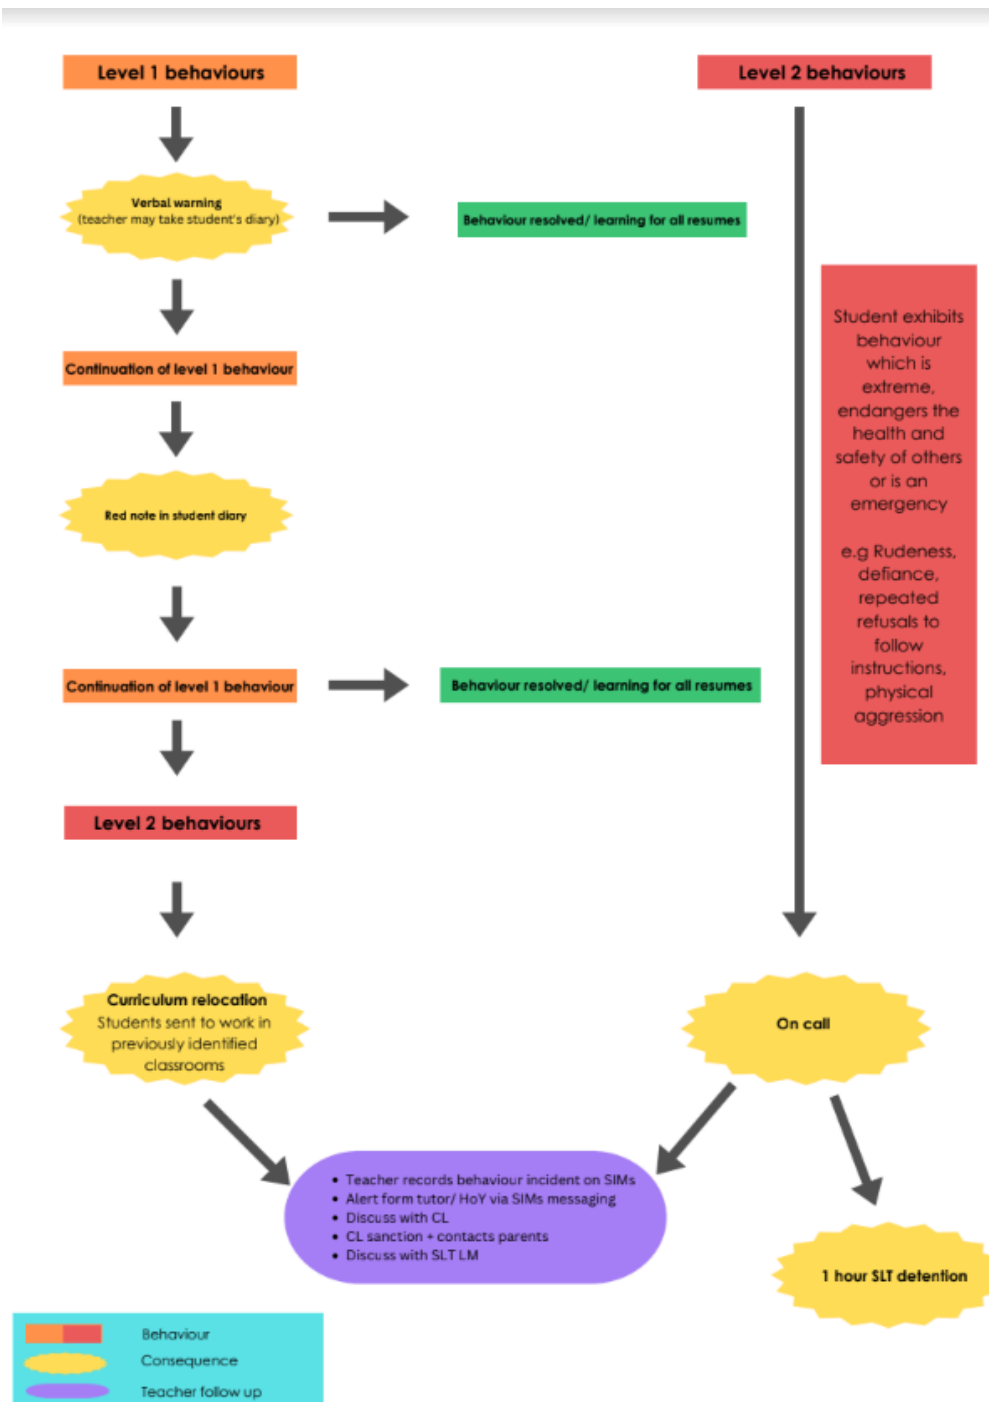 Level 1 behaviours
Level 2 behaviours
Verbal warning
(teacher may take student's diary)
Behaviour resolved/ learning for all resumes
Continuation of level 1 behaviour
Student exhibits
behaviour
which is
extreme,
endangers the
health and
safety of others
or is an
emergency
e.g Rudeness,
defiance,
repeated
refusals to
follow
instructions,
physical
aggression
Red note in student diary
Continuation of level 1 behaviour
Behaviour resolved/ learning for all resumes
Level 2 behaviours
Curriculum relocation
Students sent to work in
previously identified
classrooms
On call
• Teacher records behaviour incident on SIMs
• Alert form tutor/ HoY via SIMs messaging
• Discuss with CL
• CL sanction + contacts parents
• Discuss with SLT LM
1 hour SLT detention
Behaviour
Consequence
Teacher follow up